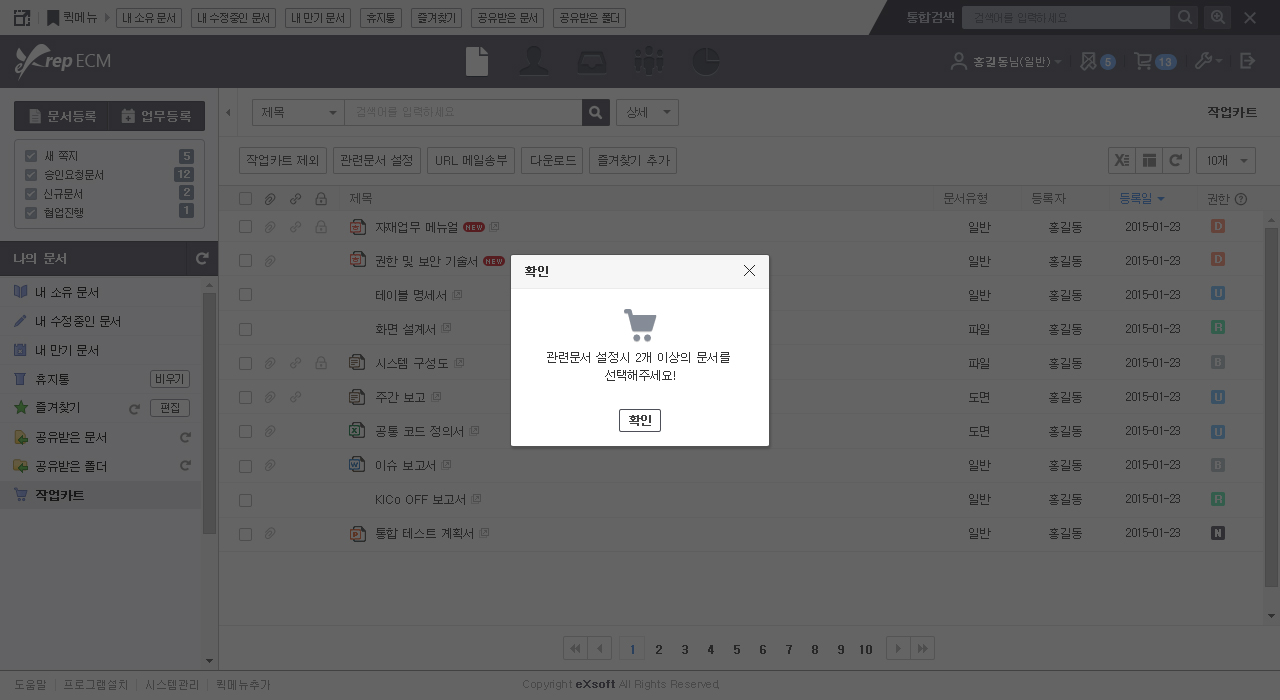 퀵메뉴 내 소유 문서 내 수정중인 문서 내 만기 문서 휴지통 즐겨찾기 공유받은 문서 공유받은 폴더 통합검색 검색어를 입력하세요
eXrep ECM 홍길동님(일반) 5 13
문서등록 업무등록
새 쪽지 5
승인요청문서 12
신규문서 2
협업진행 1
나의 문서
내 소유 문서
내 수정중인 문서
내 만기 문서
휴지통 비우기
즐겨찾기 편집
공유받은 문서
공유받은 폴더
작업카트
제목 검색어를 입력하세요 상세 작업카트
작업카트 제외 관련문서 설정 URL 메일송부 다운로드 즐겨찾기 추가 10개
제목 문서유형 등록자 등록일 권한
자재업무 메뉴얼 NEW 일반 홍길동 2015-01-23 D
권한 및 보안 기술서 NEW 일반 홍길동 2015-01-23 D
테이블 명세서 일반 홍길동 2015-01-23 U
화면 설계서 파일 홍길동 2015-01-23 R
시스템 구성도 파일 홍길동 2015-01-23 B
주간 보고 도면 홍길동 2015-01-23 U
공통 코드 정의서 도면 홍길동 2015-01-23 U
이슈 보고서 일반 홍길동 2015-01-23 B
KICo OFF 보고서 일반 홍길동 2015-01-23 R
통합 테스트 계획서 일반 홍길동 2015-01-23 N
확인
관련문서 설정시 2개 이상의 문서를
선택해주세요!
확인
1 2 3 4 5 6 7 8 9 10
도움말 프로그램설치 시스템관리 퀵메뉴추가 Copyright eXsoft All Rights Reserved.